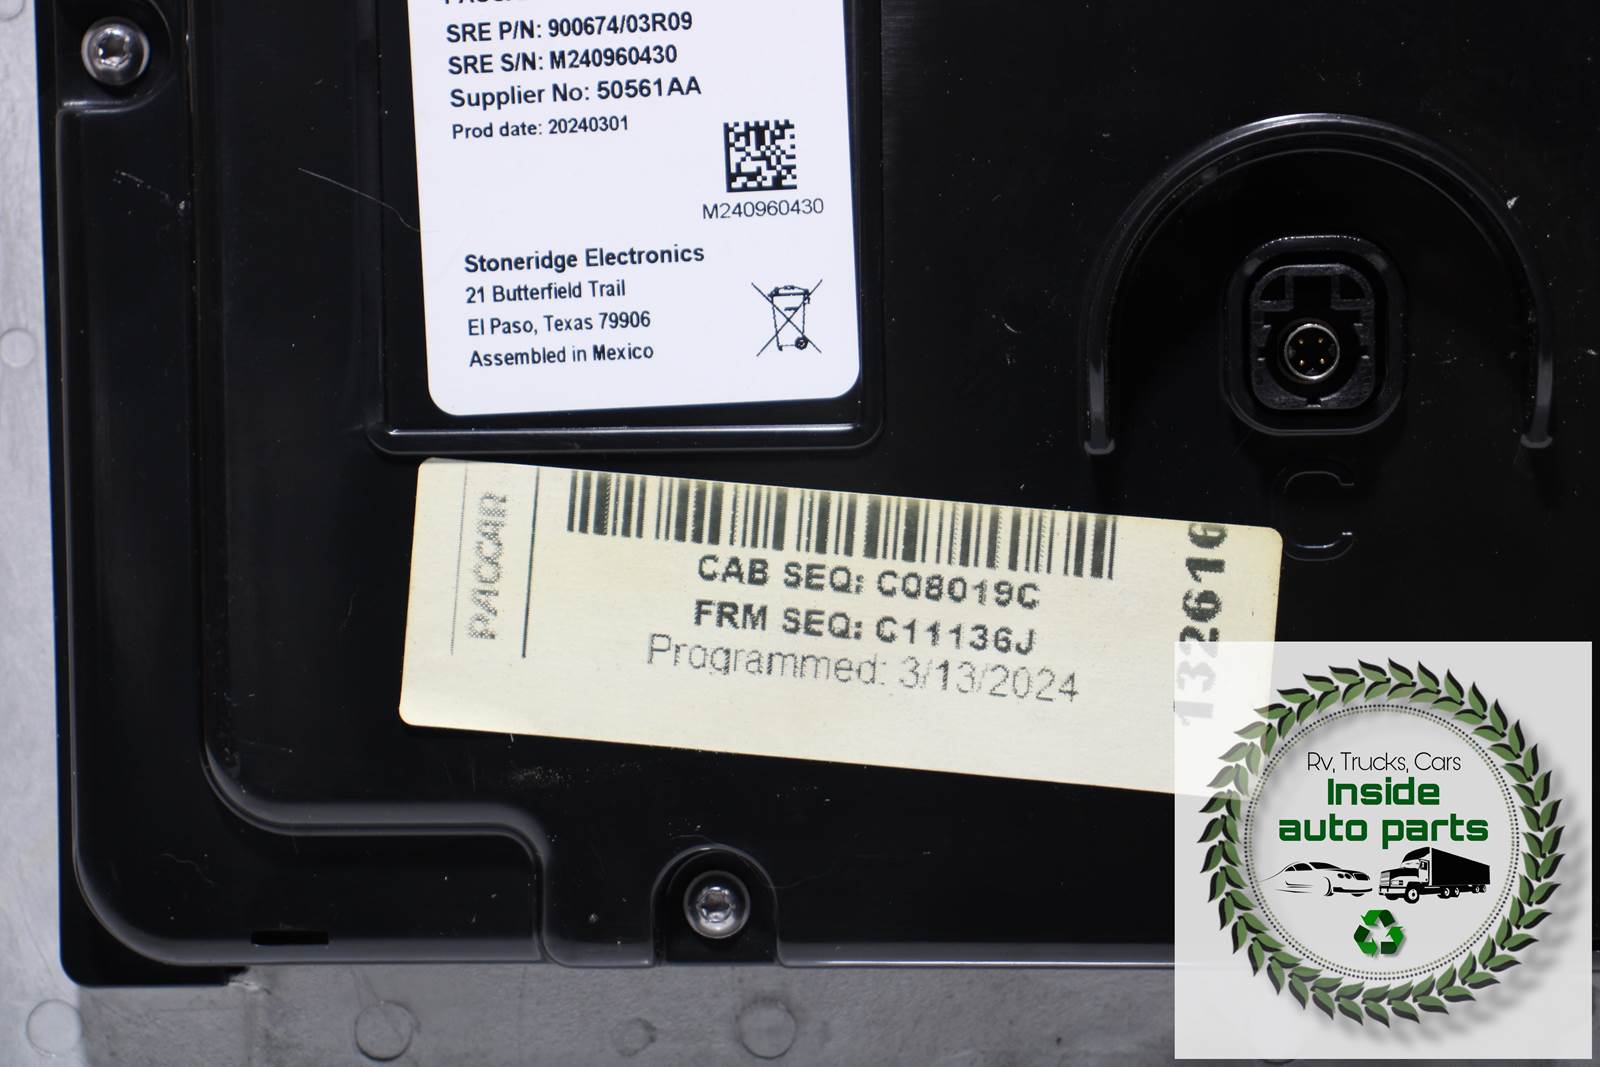 SRE P/N: 900674/03R09
SRE S/N: M240960430
Supplier No: 50561AA
Prod date: 20240301
M240960430
Stoneridge Electronics
21 Butterfield Trail
El Paso, Texas 79906
Assembled in Mexico
C
PACCAR
CAB SEQ: C08019C
FRM SEQ: C11136J
Programmed: 3/13/2024
132616
Rv, Trucks, Cars
Inside
auto parts